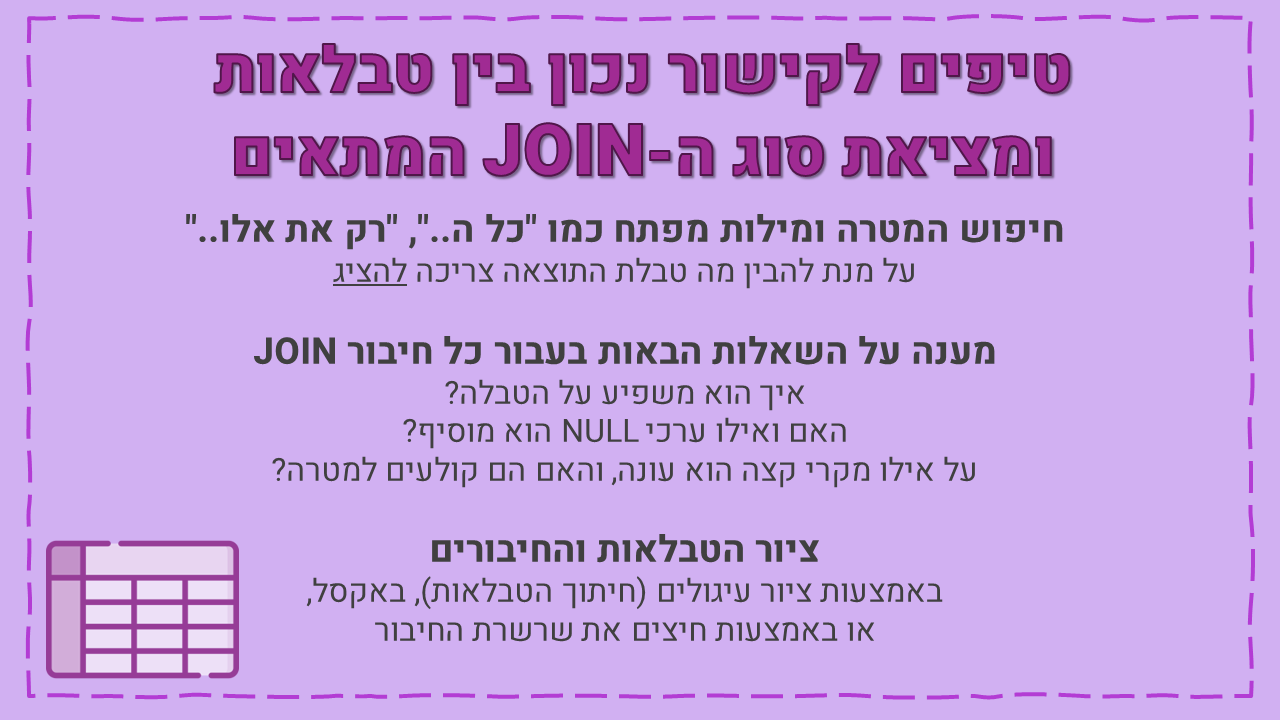 טיפים לקישור נכון בין טבלאות
ומציאת סוג ה-JOIN המתאים
חיפוש המטרה ומילות מפתח כמו "כל ה..", "רק את אלו.."
על מנת להבין מה טבלת התוצאה צריכה להציג
מענה על השאלות הבאות בעבור כל חיבור JOIN
איך הוא משפיע על הטבלה?
האם ואילו ערכי NULL הוא מוסיף?
על אילו מקרי קצה הוא עונה, והאם הם קולעים למטרה?
ציור הטבלאות והחיבורים
באמצעות ציור עיגולים (חיתוך הטבלאות), באקסל,
או באמצעות חיצים את שרשרת החיבור